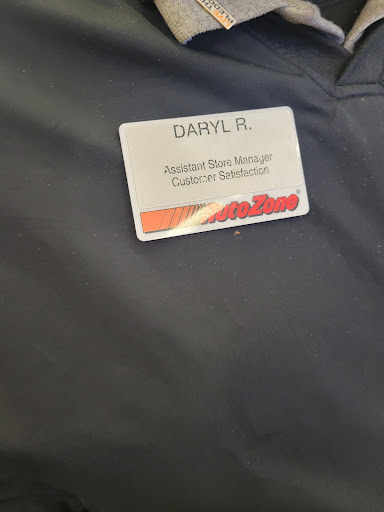 DARYL R.
Assistant Store Manager
Customer Satisfaction
AutoZone